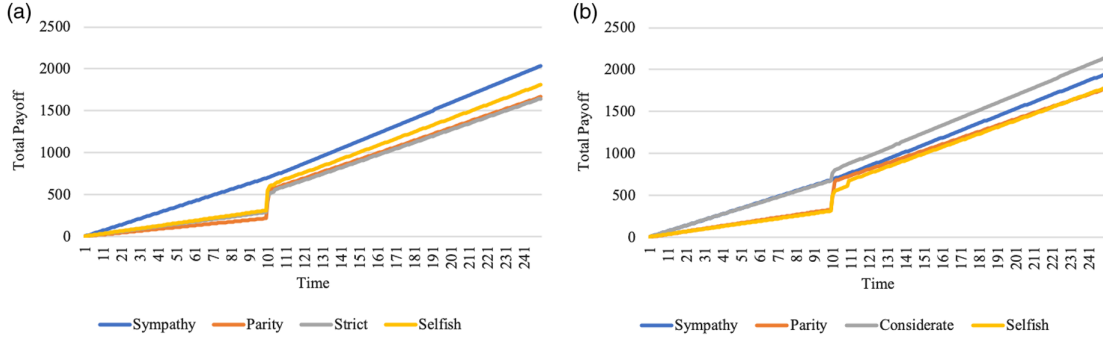 (a)
2500
2000
1500
1000
500
0
Total Payoff
1 11 21 31 41 51 61 71 81 91 101 111 121 131 141 151 161 171 181 191 201 211 221 231 241
Time
Sympathy Parity Strict Selfish
(b)
2500
2000
1500
1000
500
0
Total Payoff
1 11 21 31 41 51 61 71 81 91 101 111 121 131 141 151 161 171 181 191 201 211 221 231 241
Time
Sympathy Parity Considerate Selfish